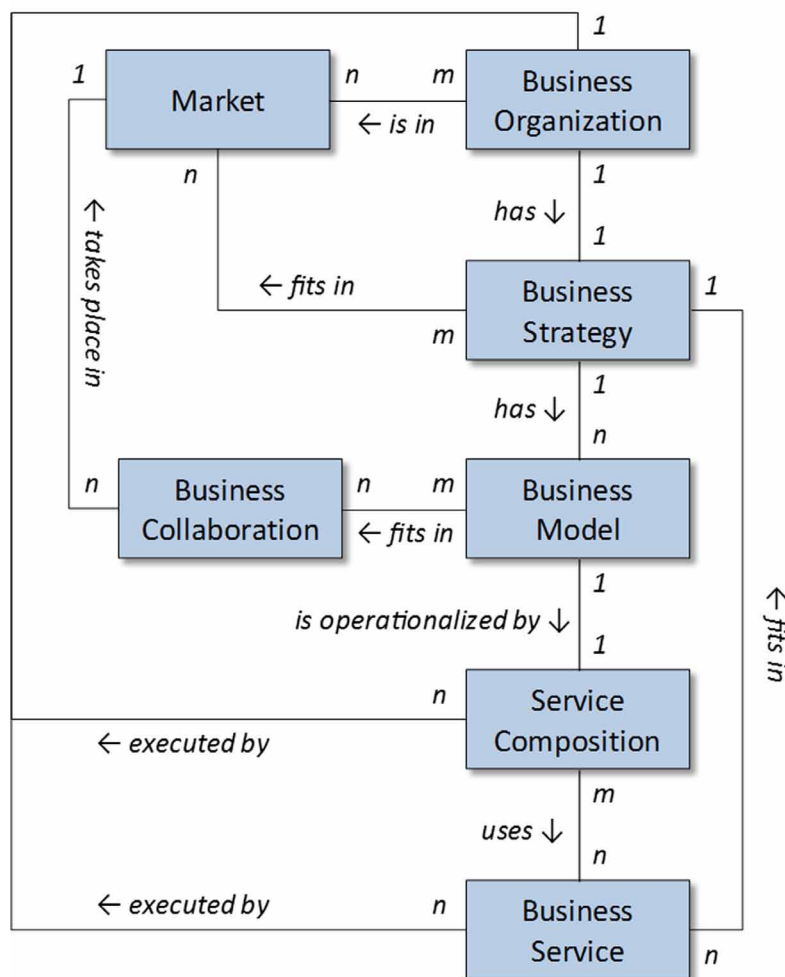 1
1
Market
n
m
Business
Organization
← is in
n
1
has ↓
← takes place in
1
← fits in
Business
Strategy
1
m
1
has ↓
n
n
Business
Collaboration
n
m
Business
Model
← fits in
1
is operationalized by ↓
← fits in
1
n
Service
Composition
← executed by
m
uses ↓
n
← executed by
n
Business
Service
n